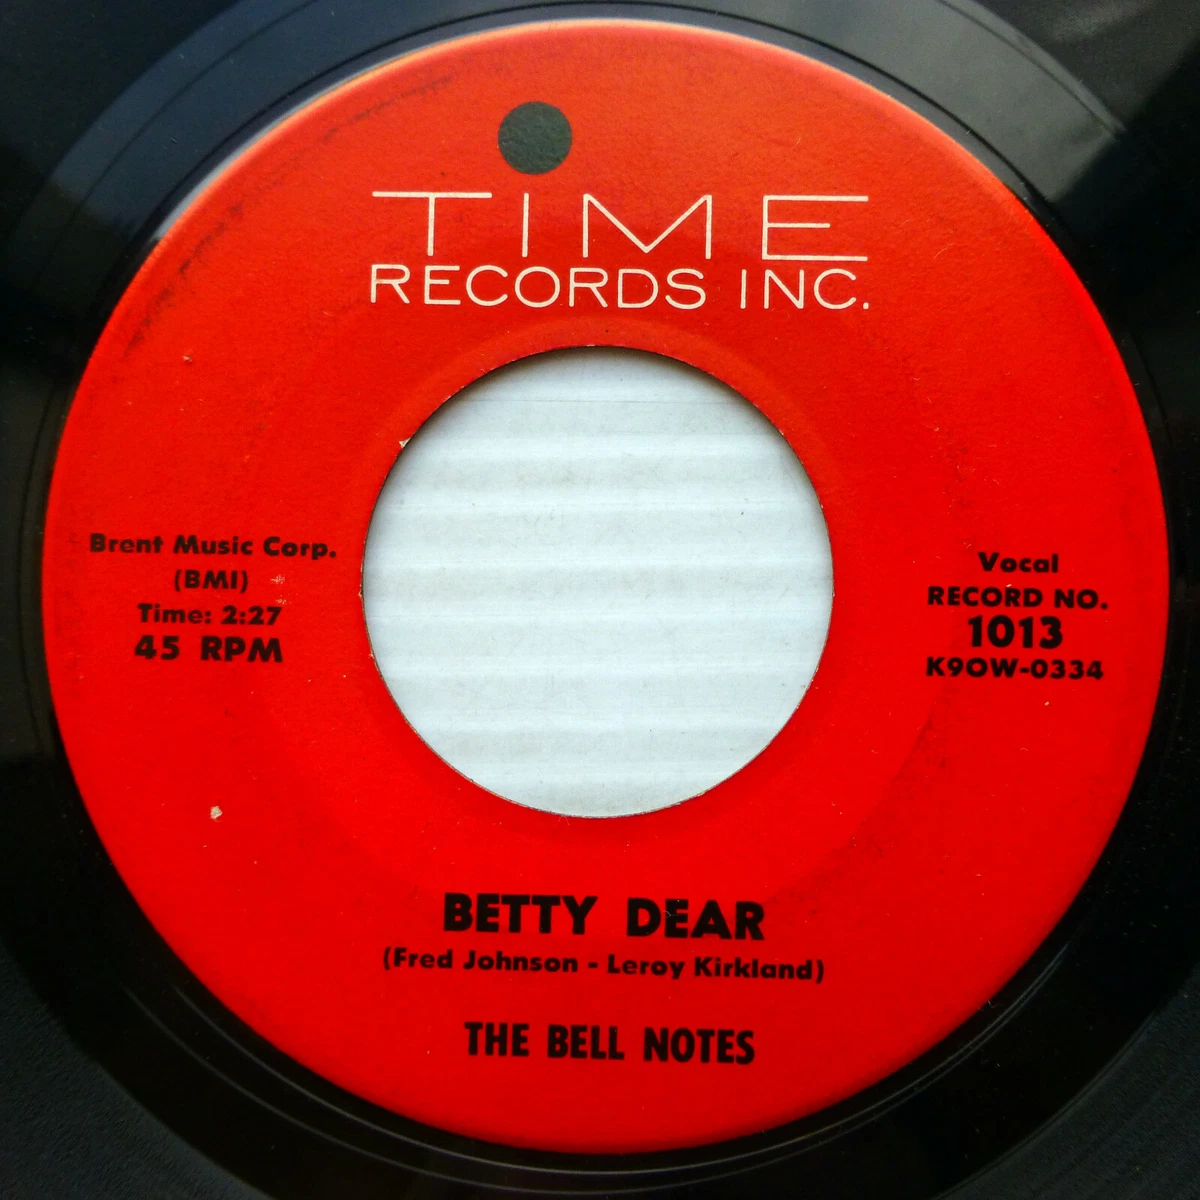 TIME
RECORDS INC.
Brent Music Corp.
(BMI)
Time: 2:27
45 RPM
Vocal
RECORD NO.
1013
K9OW-0334
BETTY DEAR
(Fred Johnson - Leroy Kirkland)
THE BELL NOTES